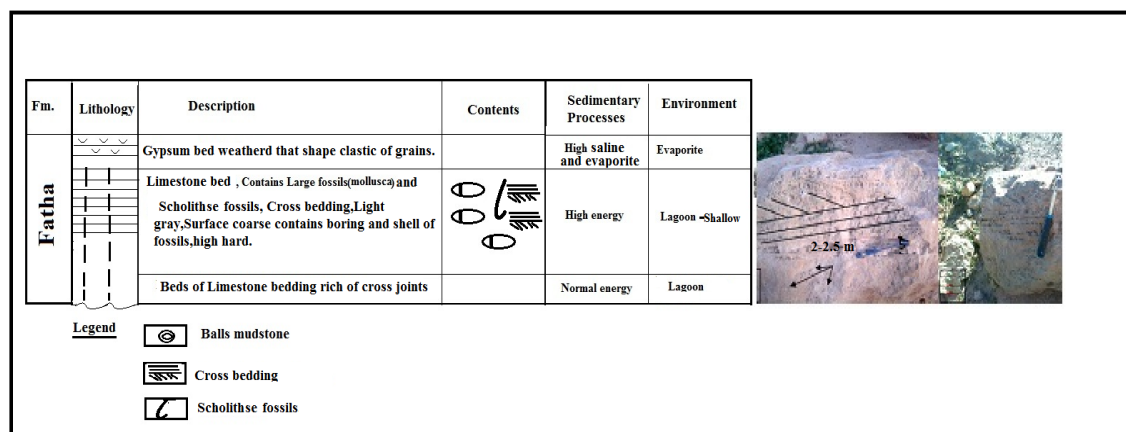 Fm.
Lithology
Description
Contents
Sedimentary
Processes
Environment
Fatha
Gypsum bed weatherd that shape clastic of grains.
High saline
and evaporite
Evaporite
Limestone bed , Contains Large fossils(mollusca) and
Scholithse fossils, Cross bedding,Light
gray,Surface coarse contains boring and shell of
fossils,high hard.
High energy
Lagoon -Shallow
Beds of Limestone bedding rich of cross joints
Normal energy
Lagoon
2-2.5 m
Legend
Balls mudstone
Cross bedding
Scholithse fossils